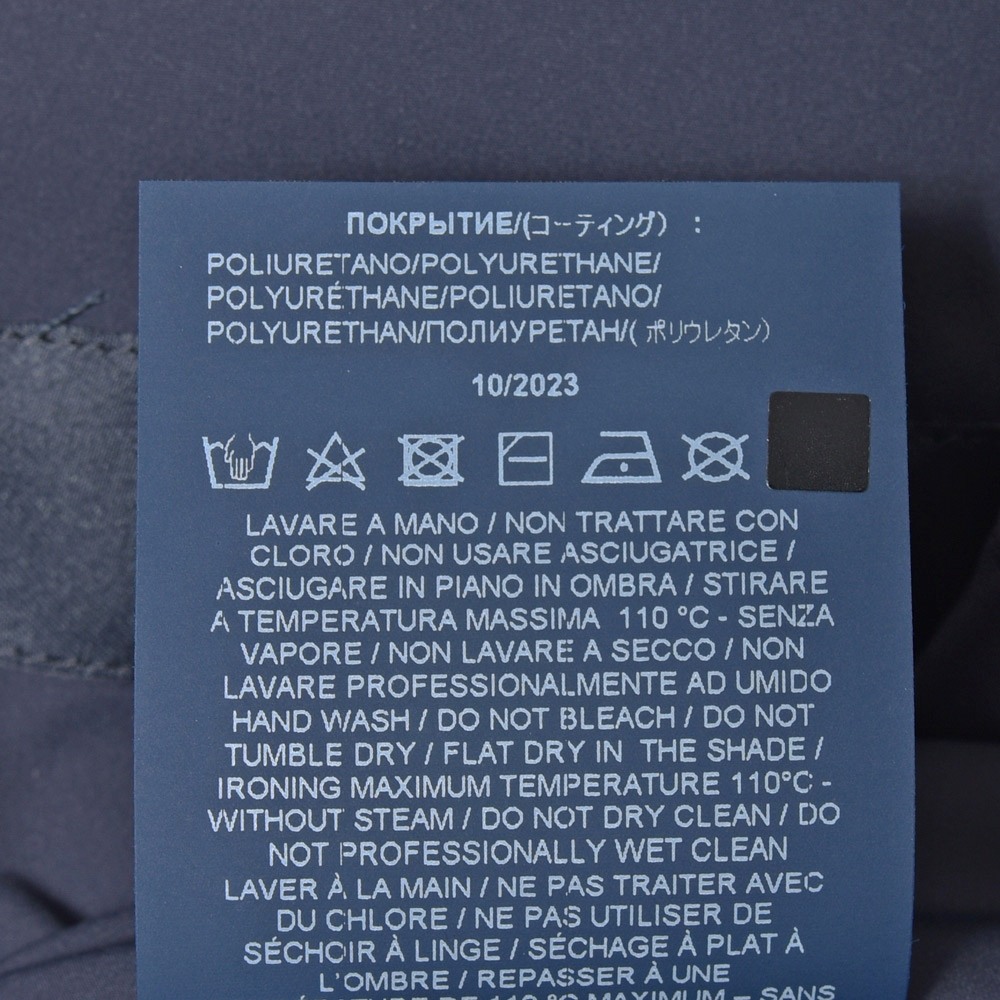 ПОКРЫТИЕ/(コーティング) :
POLIURETANO/POLYURETHANE/
POLYURÉTHANE/POLIURETANO/
POLYURETHAN/ПОЛИУРЕТАН/( ポリウレタン)
10/2023
LAVARE A MANO / NON TRATTARE CON
CLORO / NON USARE ASCIUGATRICE /
ASCIUGARE IN PIANO IN OMBRA / STIRARE
A TEMPERATURA MASSIMA 110 °C - SENZA
VAPORE / NON LAVARE A SECCO / NON
LAVARE PROFESSIONALMENTE AD UMIDO
HAND WASH / DO NOT BLEACH / DO NOT
TUMBLE DRY / FLAT DRY IN THE SHADE /
IRONING MAXIMUM TEMPERATURE 110°C -
WITHOUT STEAM / DO NOT DRY CLEAN / DO
NOT PROFESSIONALLY WET CLEAN
LAVER À LA MAIN / NE PAS TRAITER AVEC
DU CHLORE / NE PAS UTILISER DE
SÉCHOIR À LINGE / SÉCHAGE À PLAT À
L'OMBRE / REPASSER À UNE
DE 110 °C MAXIMUM – SANS